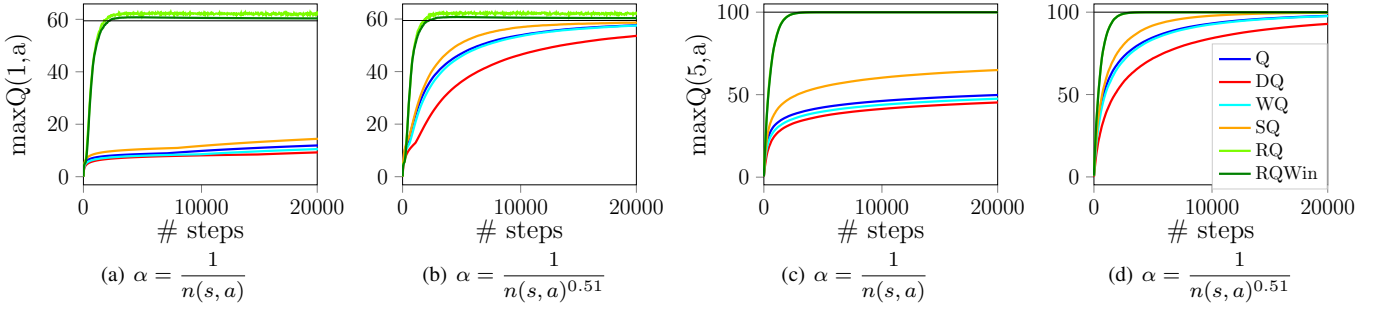 maxQ(1,a)
60
40
20
0
0
10000
20000
# steps
(a) α = 1/n(s, a)
60
40
20
0
0
10000
20000
# steps
(b) α = 1/n(s, a)^0.51
maxQ(5,a)
100
50
0
0
10000
20000
# steps
(c) α = 1/n(s, a)
100
50
0
0
10000
20000
# steps
Q
DQ
WQ
SQ
RQ
RQWin
(d) α = 1/n(s, a)^0.51